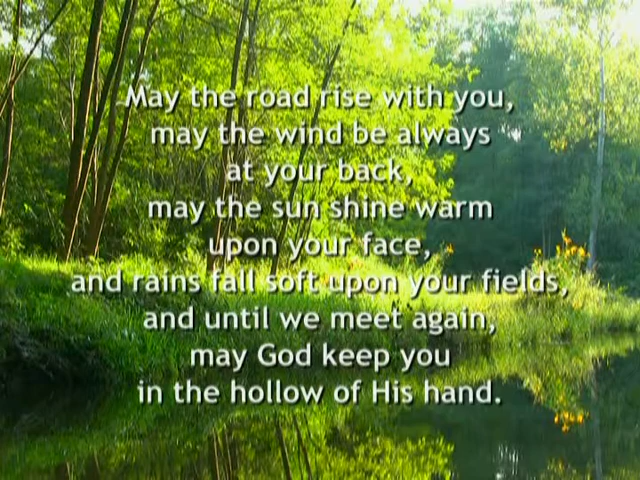 May the road rise with you,
may the wind be always
at your back,
may the sun shine warm
upon your face,
and rains fall soft upon your fields,
and until we meet again,
may God keep you
in the hollow of His hand.